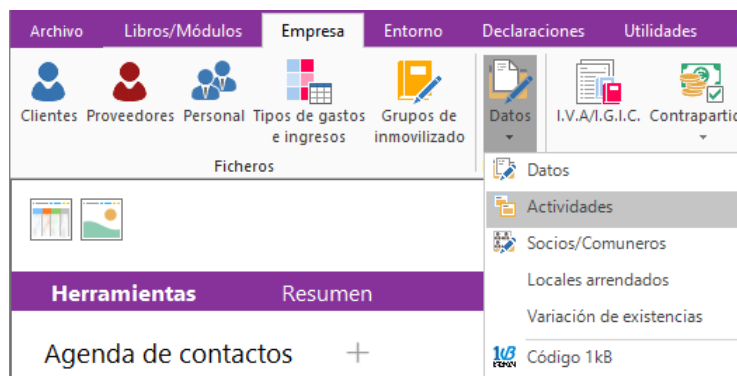 Archivo Libros/Módulos Empresa Entorno Declaraciones Utilidades
Clientes Proveedores Personal Tipos de gastos e ingresos Grupos de inmovilizado Datos I.V.A/I.G.I.C. Contrapartic
Ficheros
Datos
Actividades
Socios/Comuneros
Locales arrendados
Variación de existencias
Código 1kB
Herramientas Resumen
Agenda de contactos